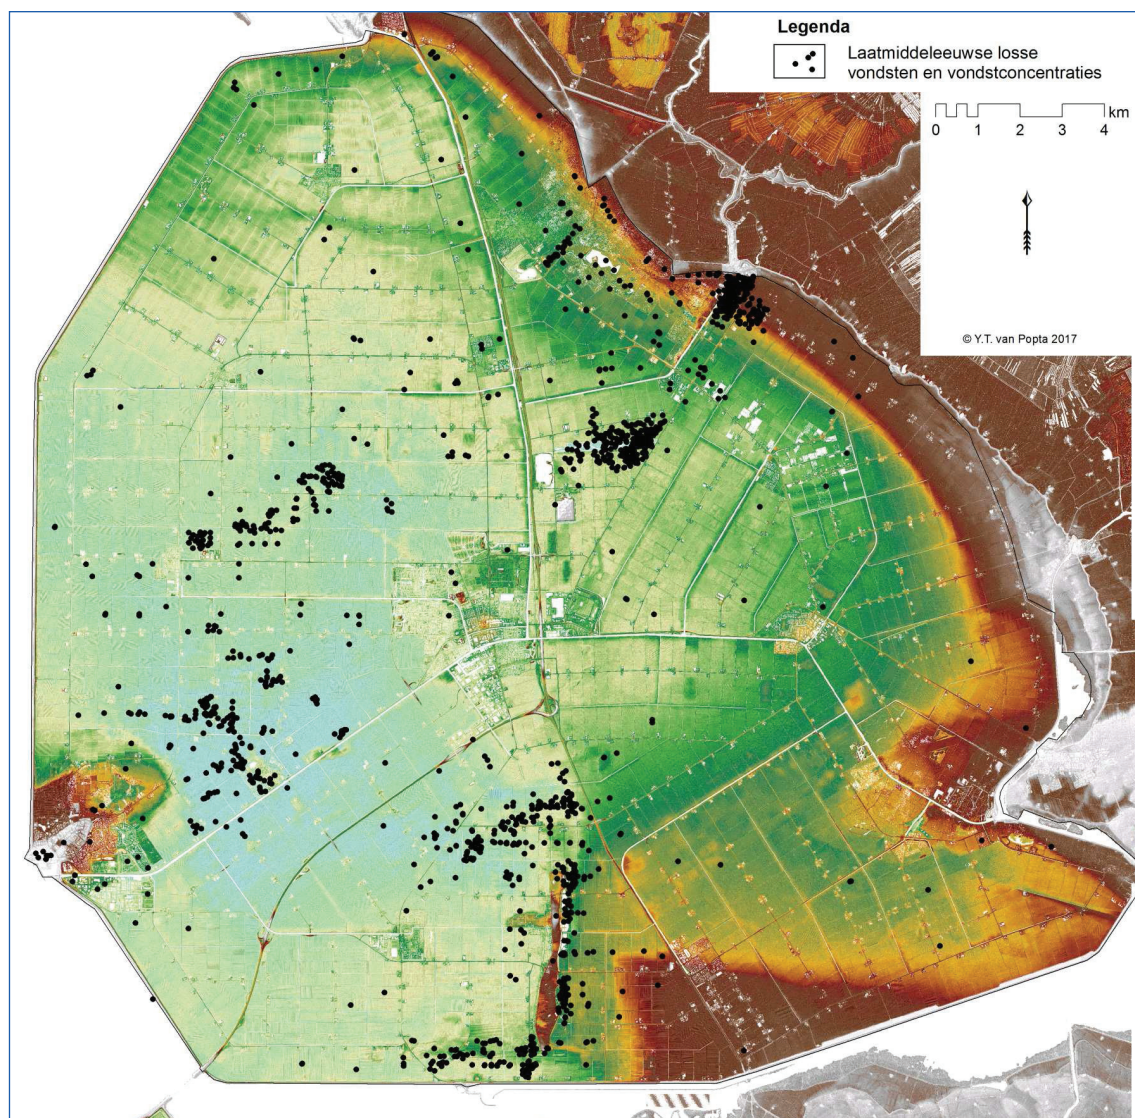 Legenda
Laatmiddeleeuwse losse
vondsten en vondstconcentraties
km
0 1 2 3 4
© Y.T. van Popta 2017